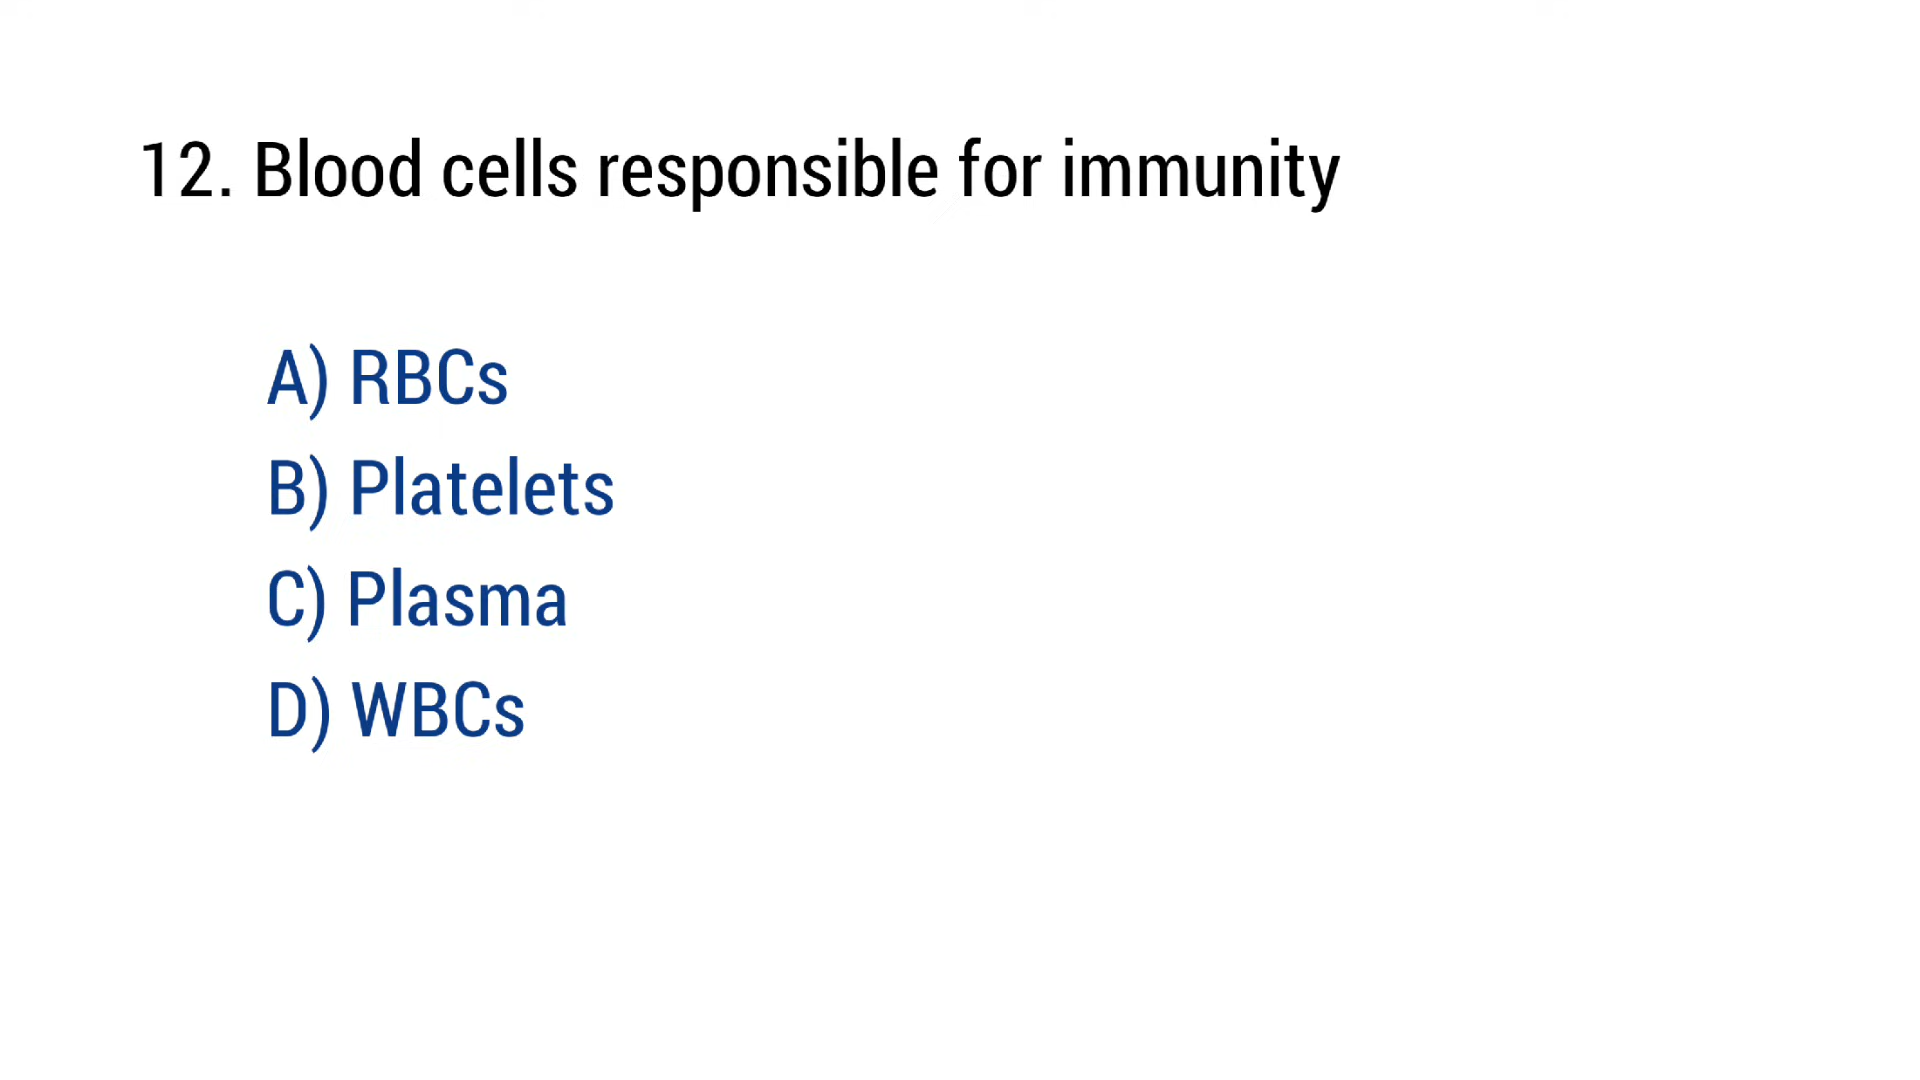 12. Blood cells responsible for immunity
A) RBCs
B) Platelets
C) Plasma
D) WBCs